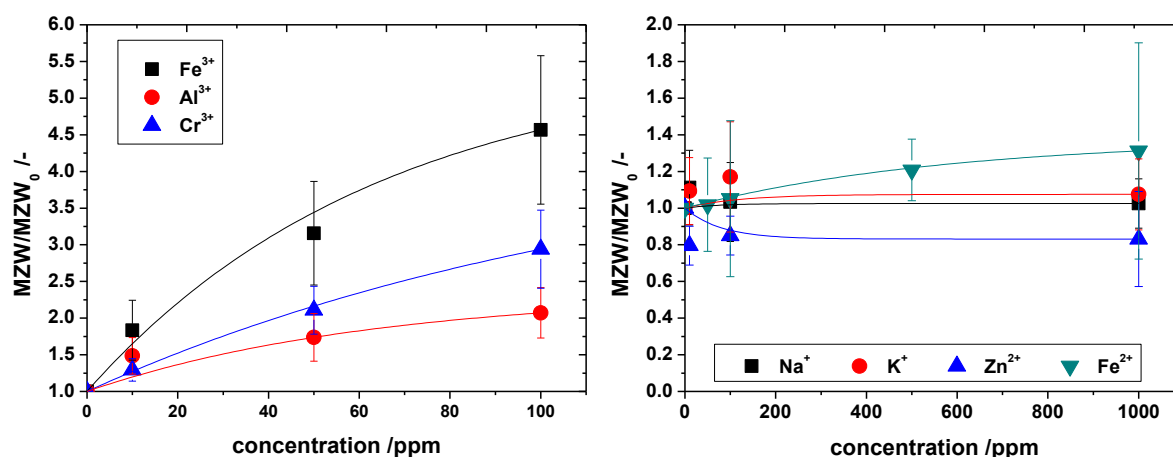 MZW/MZW₀ /-
6.0
5.5
5.0
4.5
4.0
3.5
3.0
2.5
2.0
1.5
1.0
Fe³⁺
Al³⁺
Cr³⁺
0 20 40 60 80 100
concentration /ppm
MZW/MZW₀ /-
2.0
1.8
1.6
1.4
1.2
1.0
0.8
0.6
0.4
0.2
0.0
Na⁺ K⁺ Zn²⁺ Fe²⁺
0 200 400 600 800 1000
concentration /ppm